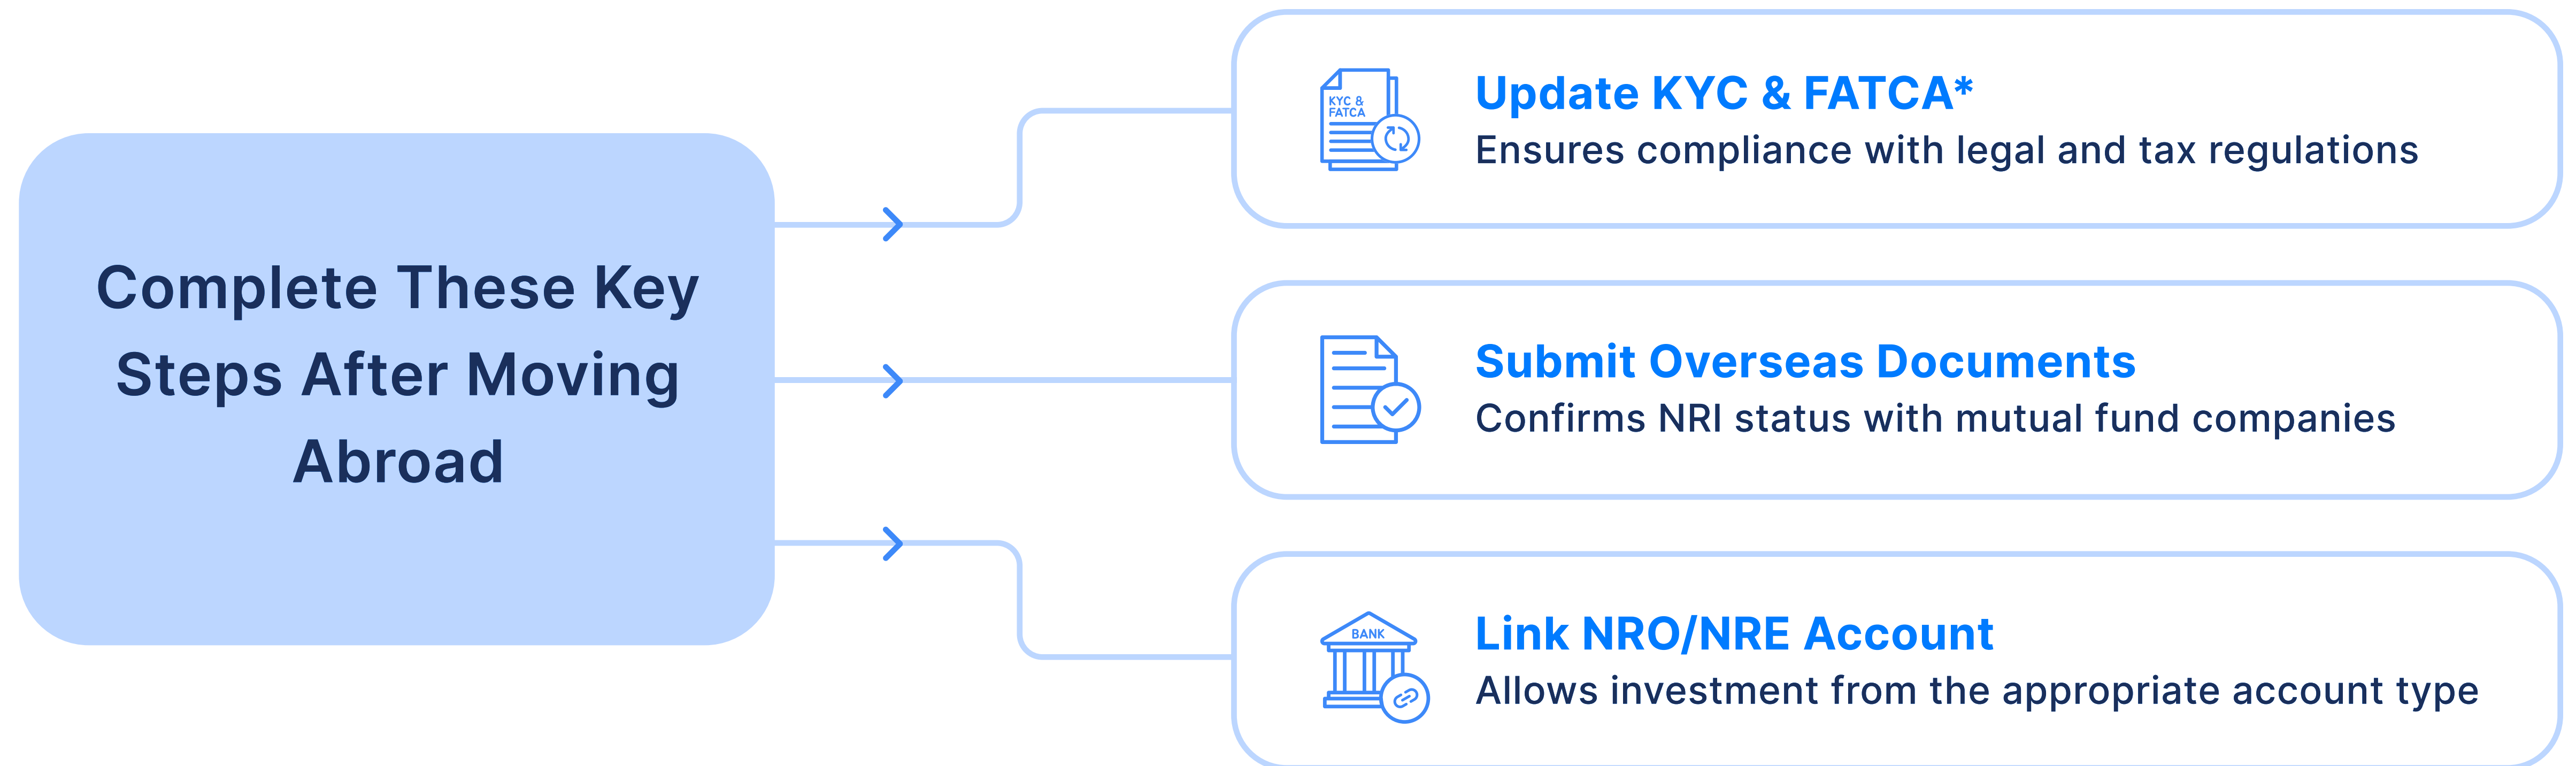 Complete These Key
Steps After Moving
Abroad
KYC &
FATCA
Update KYC & FATCA*
Ensures compliance with legal and tax regulations
Submit Overseas Documents
Confirms NRI status with mutual fund companies
BANK
Link NRO/NRE Account
Allows investment from the appropriate account type